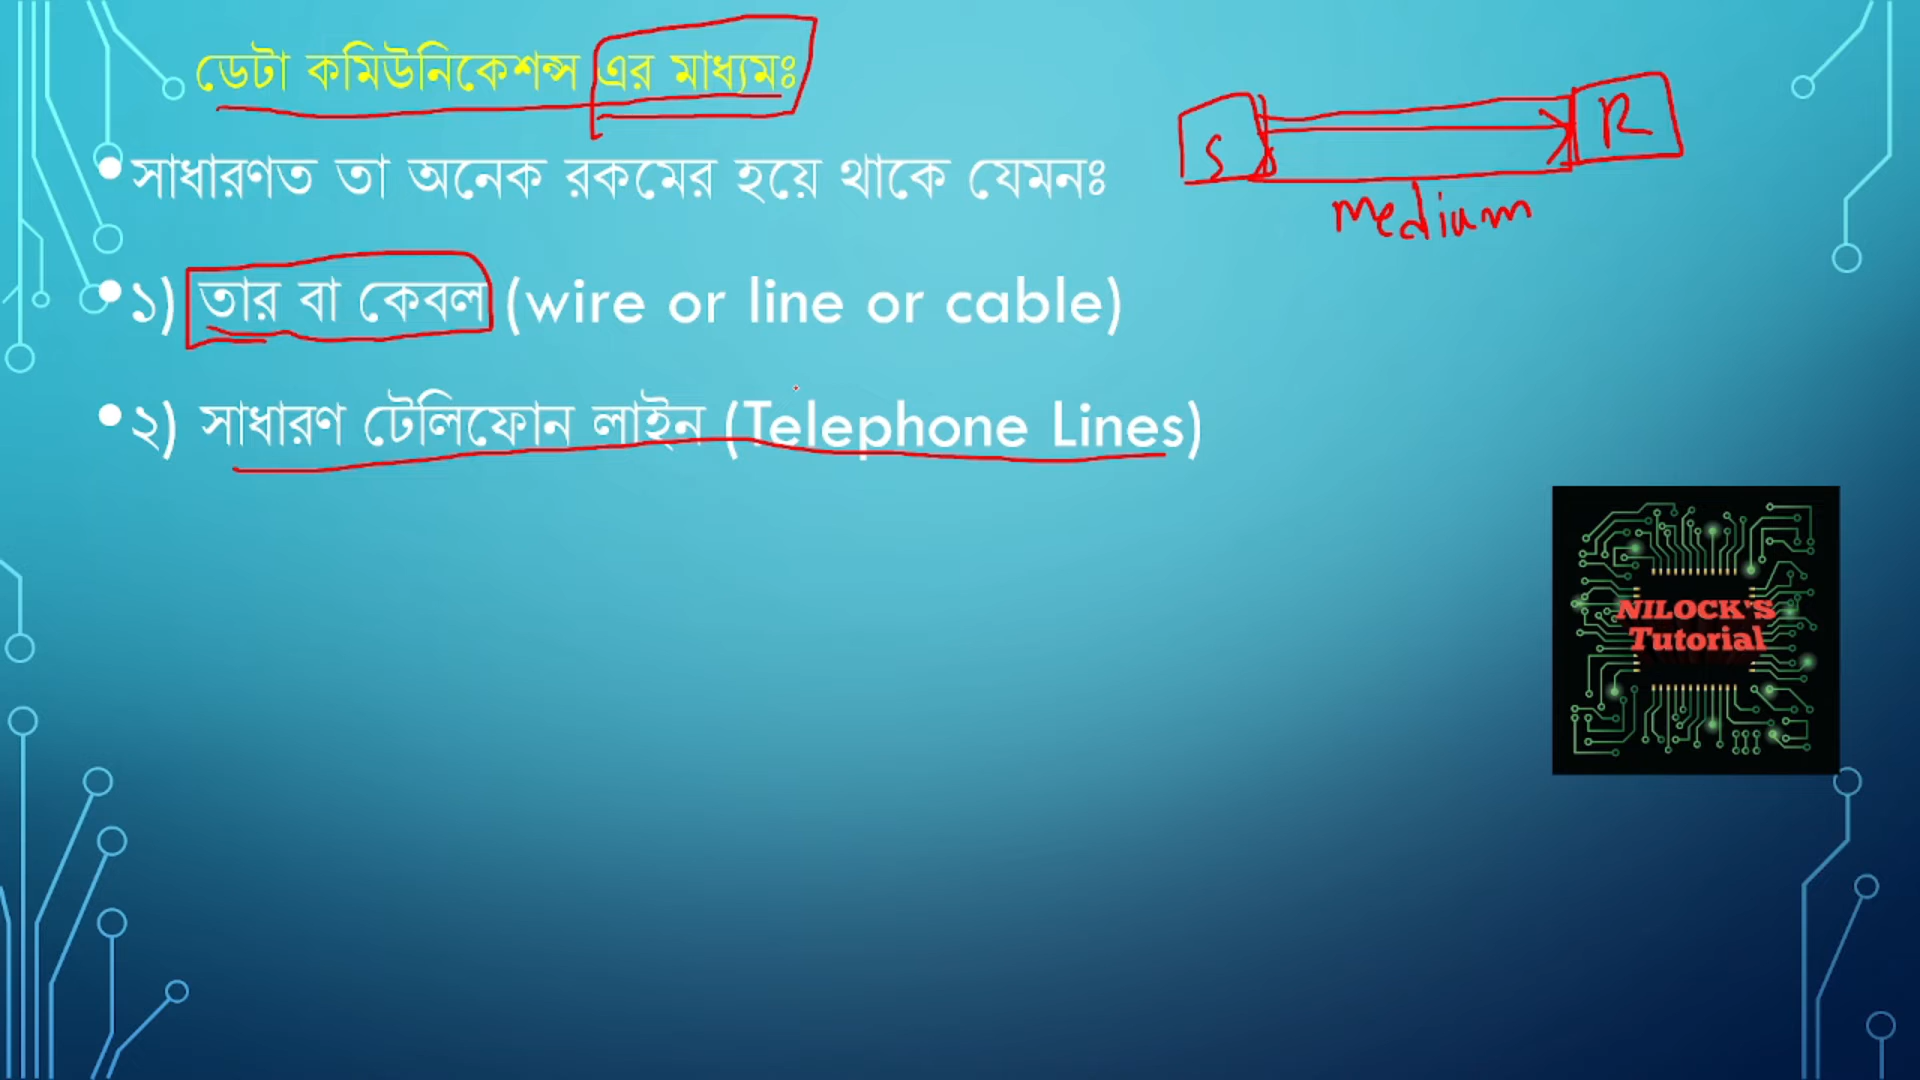 ডেটা কমিউনিকেশন্স এর মাধ্যমঃ
S R
medium
•সাধারণত তা অনেক রকমের হয়ে থাকে যেমনঃ
•১) তার বা কেবল (wire or line or cable)
•২) সাধারণ টেলিফোন লাইন (Telephone Lines)
NILOCK'S
Tutorial